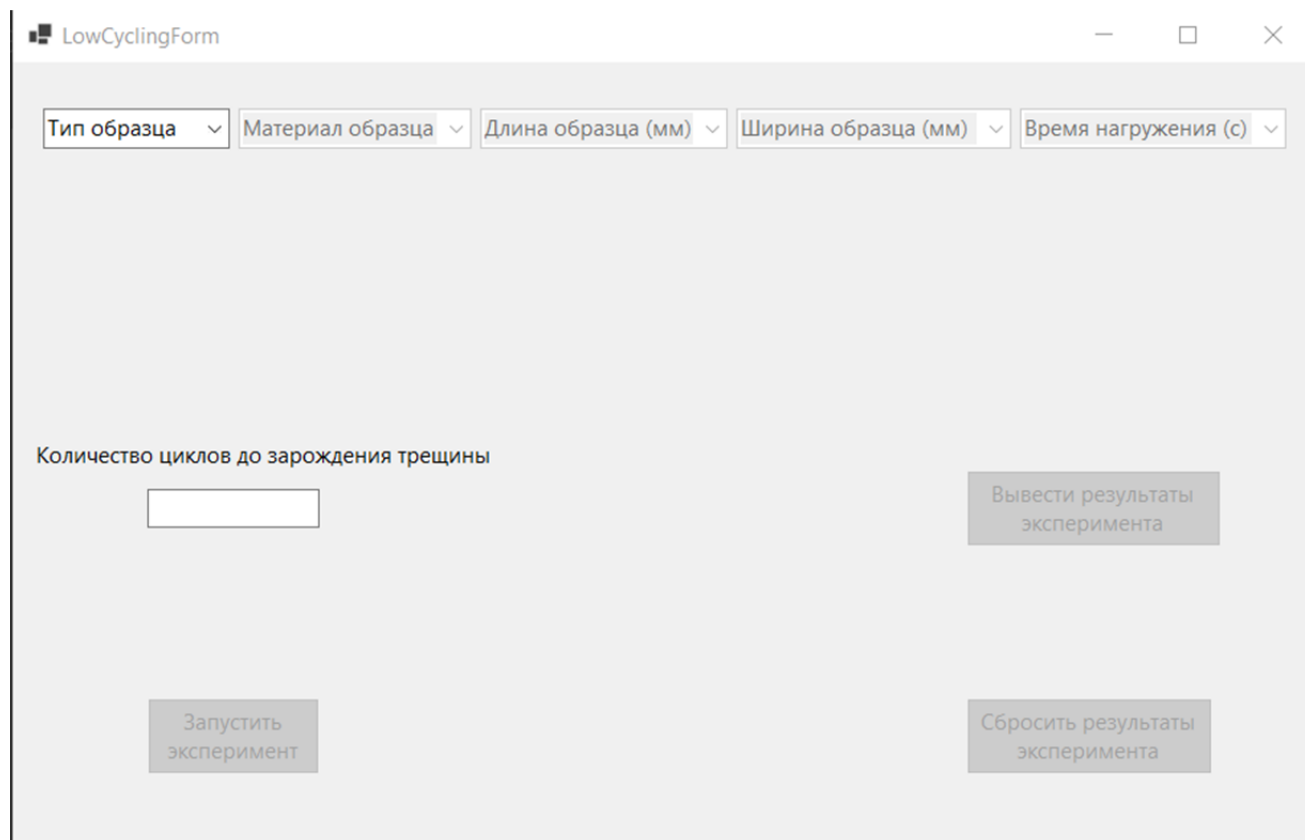 LowCyclingForm
Тип образца
Материал образца
Длина образца (мм)
Ширина образца (мм)
Время нагружения (с)
Количество циклов до зарождения трещины
Вывести результаты
эксперимента
Запустить
эксперимент
Сбросить результаты
эксперимента